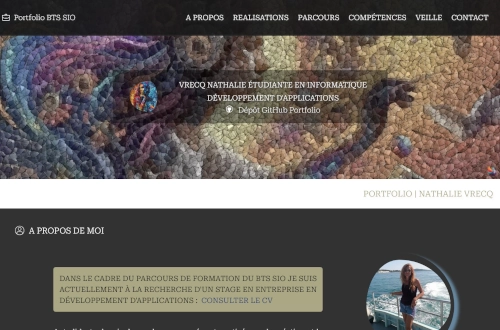 Portfolio BTS SIO
A PROPOS REALISATIONS PARCOURS COMPÉTENCES VEILLE CONTACT
VRECQ NATHALIE ÉTUDIANTE EN INFORMATIQUE
DÉVELOPPEMENT D'APPLICATIONS
Dépôt GitHub Portfolio
PORTFOLIO | NATHALIE VRECQ
A PROPOS DE MOI
DANS LE CADRE DU PARCOURS DE FORMATION DU BTS SIO JE SUIS
ACTUELLEMENT À LA RECHERCHE D'UN STAGE EN ENTREPRISE EN
DÉVELOPPEMENT D'APPLICATIONS : CONSULTER LE CV